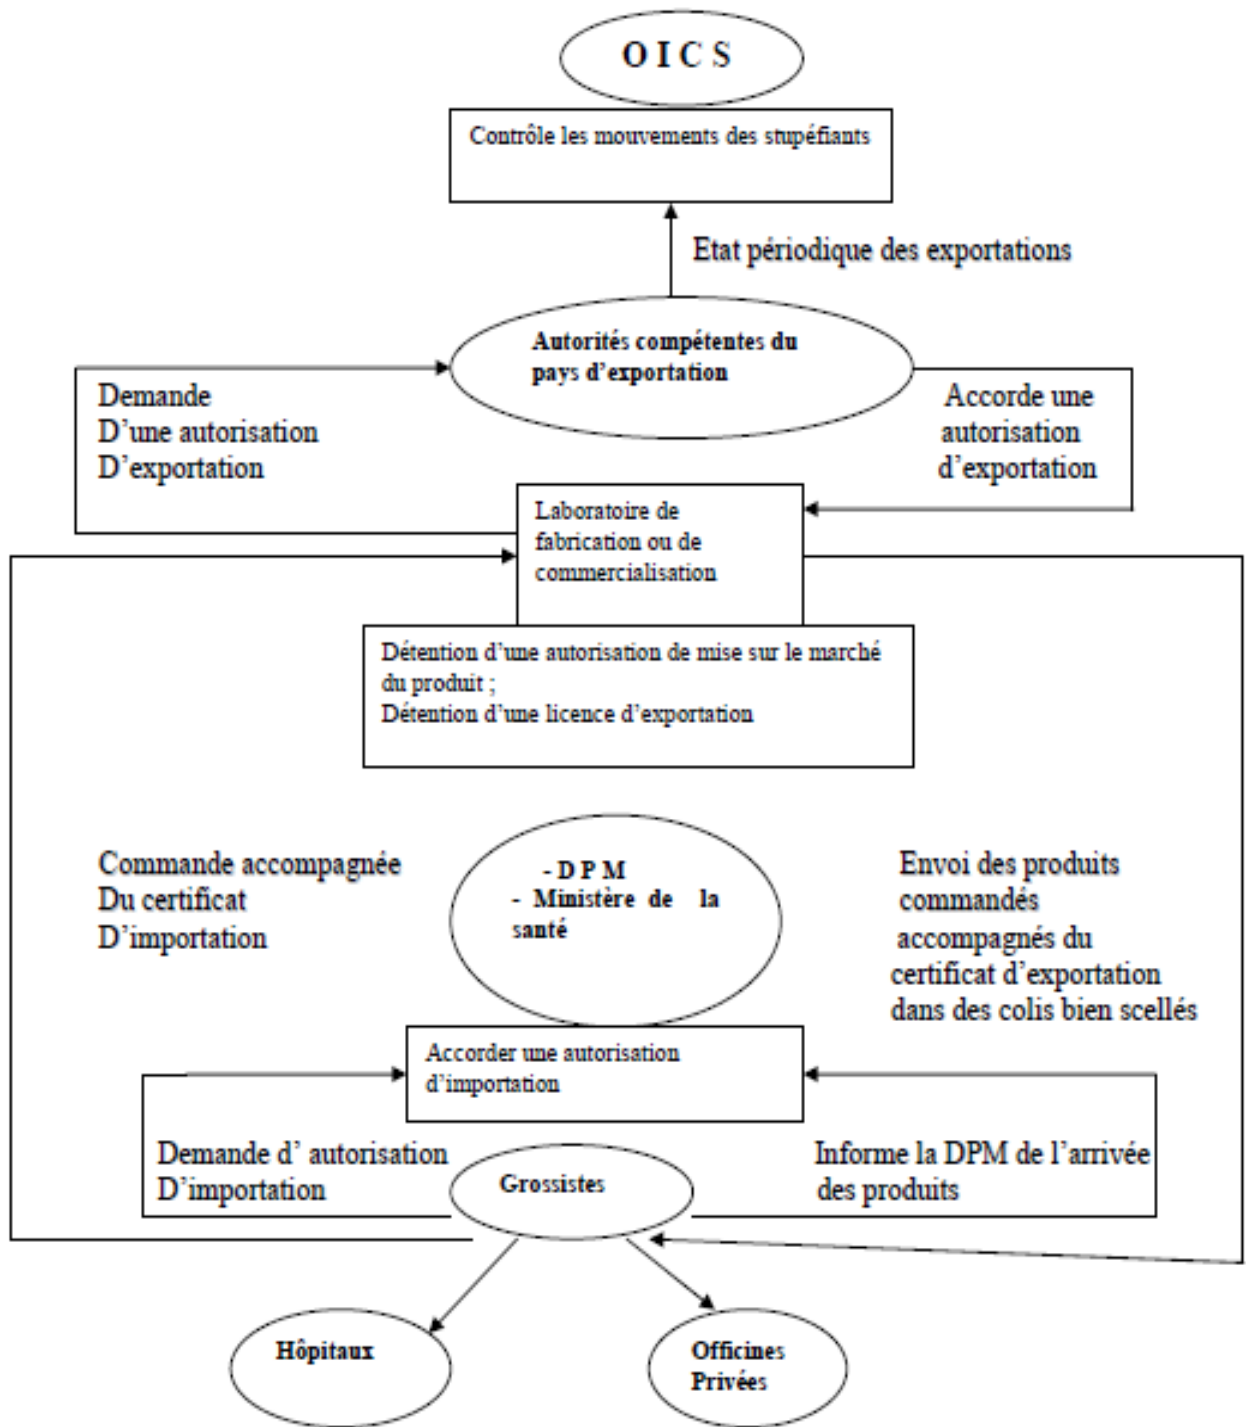 O I C S
Contrôle les mouvements des stupéfiants
Etat périodique des exportations
Autorités compétentes du
pays d’exportation
Demande
D’une autorisation
D’exportation
Accorde une
autorisation
d’exportation
Laboratoire de
fabrication ou de
commercialisation
Détention d’une autorisation de mise sur le marché
du produit ;
Détention d’une licence d’exportation
Commande accompagnée
Du certificat
D’importation
- D P M
- Ministère de la
santé
Envoi des produits
commandés
accompagnés du
certificat d’exportation
dans des colis bien scellés
Accorder une autorisation
d’importation
Demande d’ autorisation
D’importation
Grossistes
Informe la DPM de l’arrivée
des produits
Hôpitaux
Officines
Privées